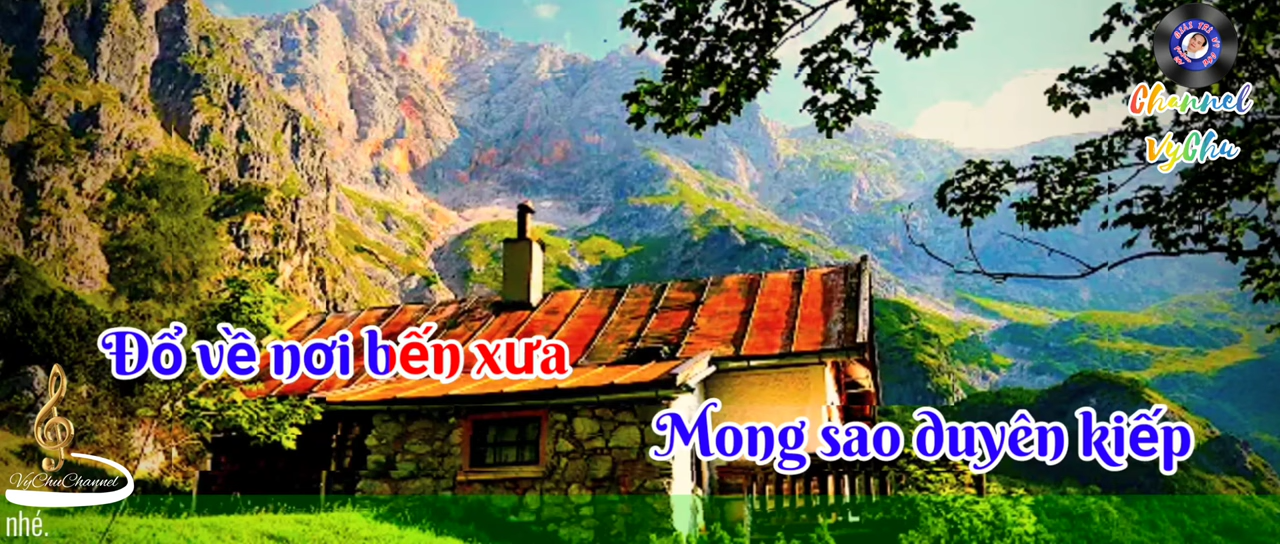 Channel
VyChu
Đổ về nơi bến xưa
Mong sao duyên kiếp
VyChuChannel
nhé.